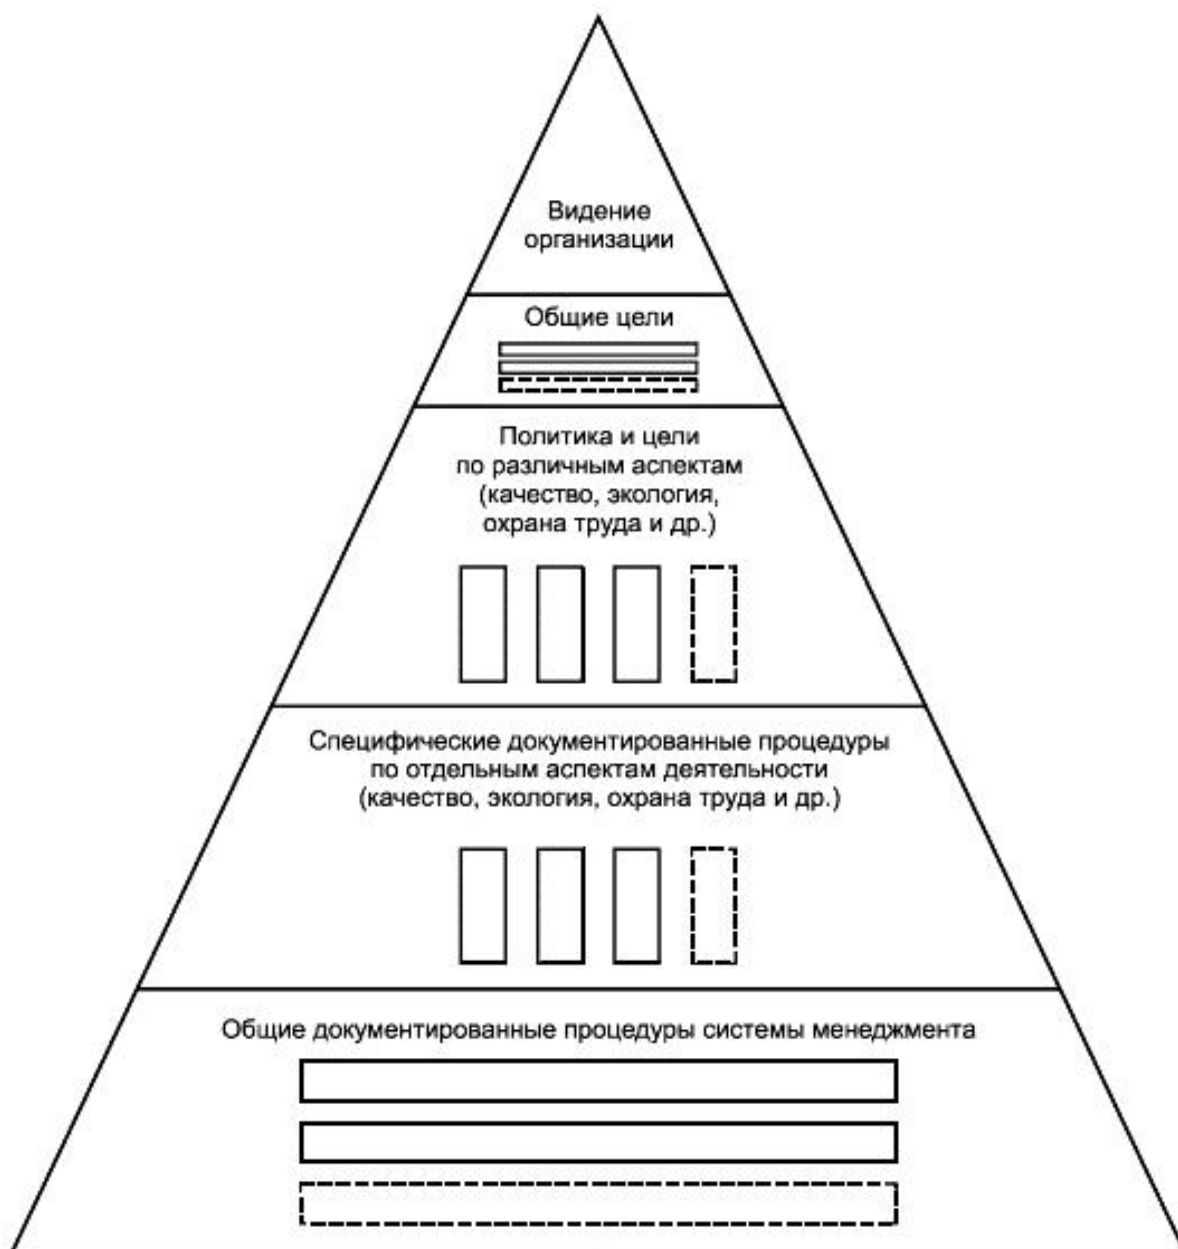 Видение
организации
Общие цели
Политика и цели
по различным аспектам
(качество, экология,
охрана труда и др.)
Специфические документированные процедуры
по отдельным аспектам деятельности
(качество, экология, охрана труда и др.)
Общие документированные процедуры системы менеджмента